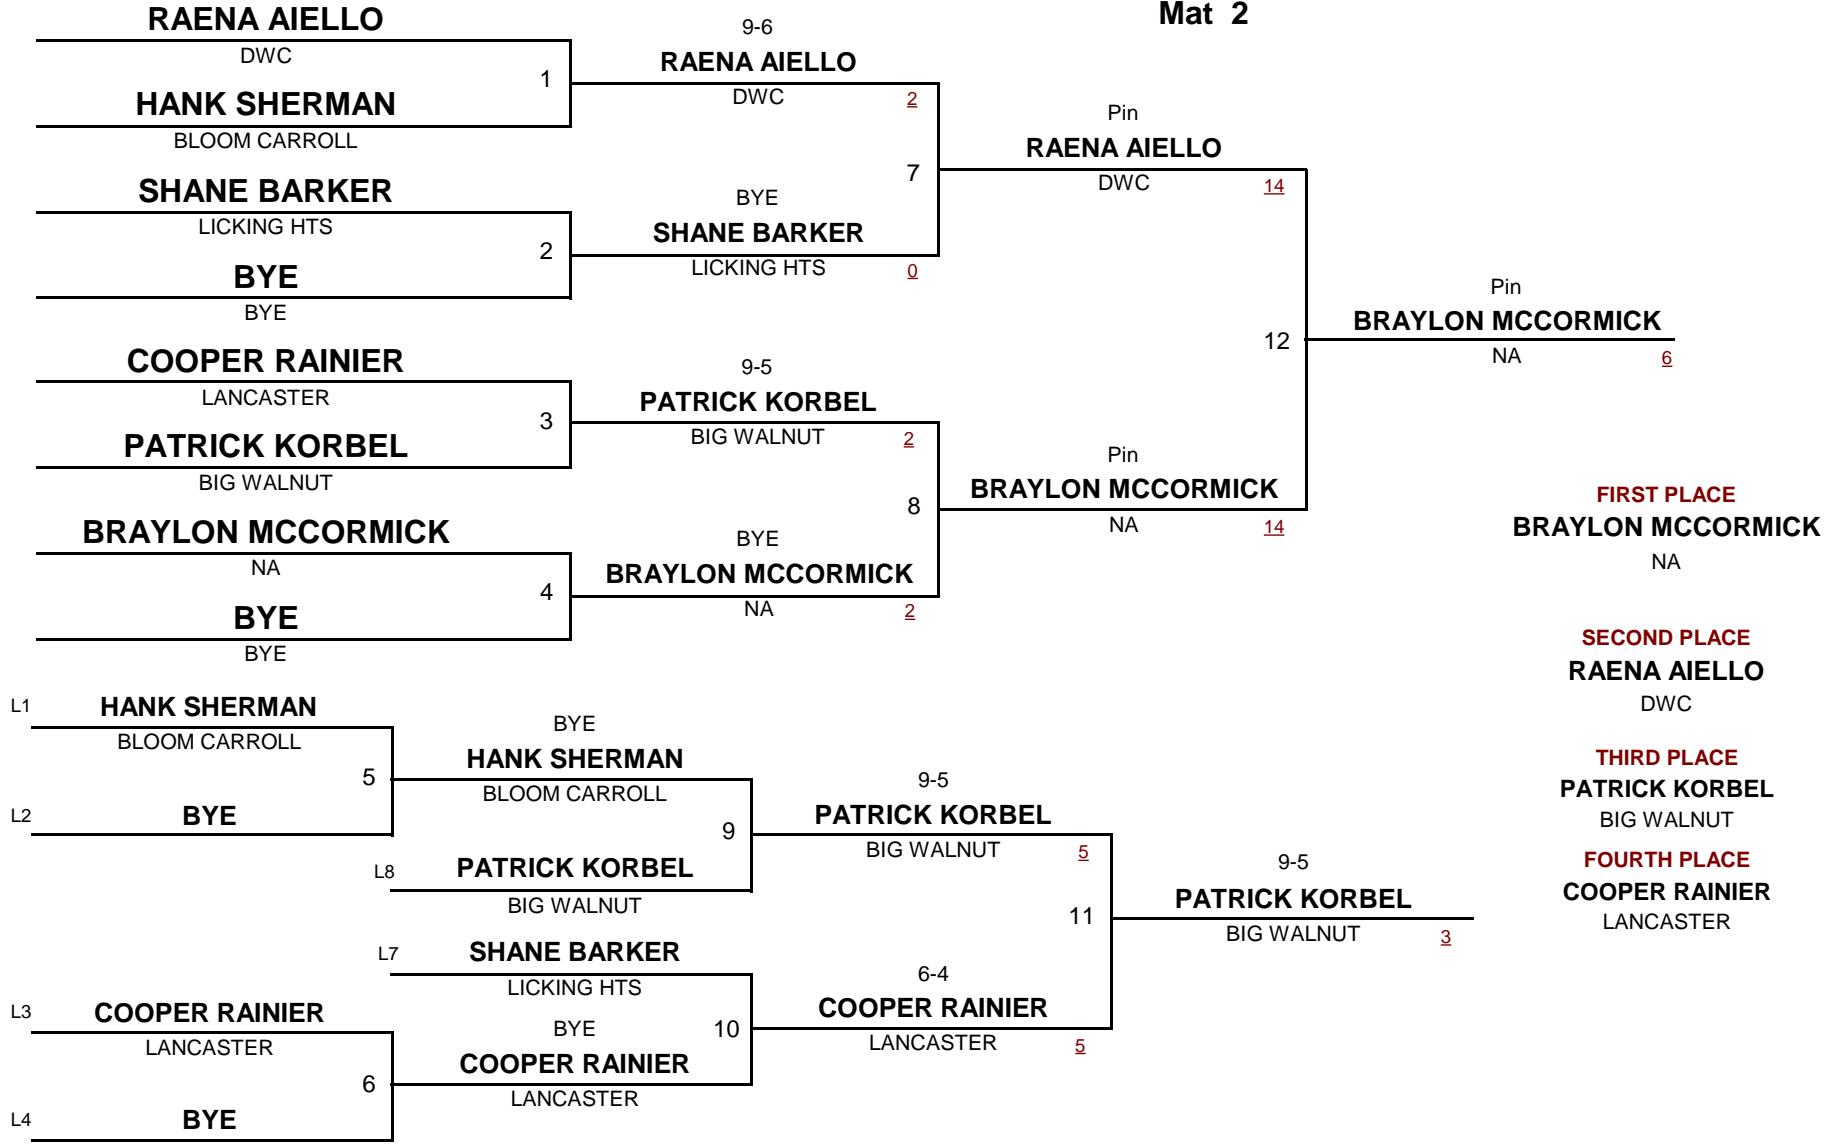 Mat 2
RAENA AIELLO
DWC
1
HANK SHERMAN
BLOOM CARROLL
SHANE BARKER
LICKING HTS
2
BYE
BYE
COOPER RAINIER
LANCASTER
3
PATRICK KORBEL
BIG WALNUT
BRAYLON MCCORMICK
NA
4
BYE
BYE
9-6
RAENA AIELLO
DWC 2
7
BYE
SHANE BARKER
LICKING HTS 0
9-5
PATRICK KORBEL
BIG WALNUT 2
8
BYE
BRAYLON MCCORMICK
NA 2
Pin
RAENA AIELLO
DWC 14
12
Pin
BRAYLON MCCORMICK
NA 14
Pin
BRAYLON MCCORMICK
NA 6
FIRST PLACE
BRAYLON MCCORMICK
NA
SECOND PLACE
RAENA AIELLO
DWC
THIRD PLACE
PATRICK KORBEL
BIG WALNUT
FOURTH PLACE
COOPER RAINIER
LANCASTER
L1 HANK SHERMAN
BLOOM CARROLL
5
L2 BYE
BYE
HANK SHERMAN
BLOOM CARROLL
9
L8 PATRICK KORBEL
BIG WALNUT
L7 SHANE BARKER
LICKING HTS
10
BYE
COOPER RAINIER
LANCASTER
L3 COOPER RAINIER
LANCASTER
6
L4 BYE
9-5
PATRICK KORBEL
BIG WALNUT 5
11
6-4
COOPER RAINIER
LANCASTER 5
9-5
PATRICK KORBEL
BIG WALNUT 3